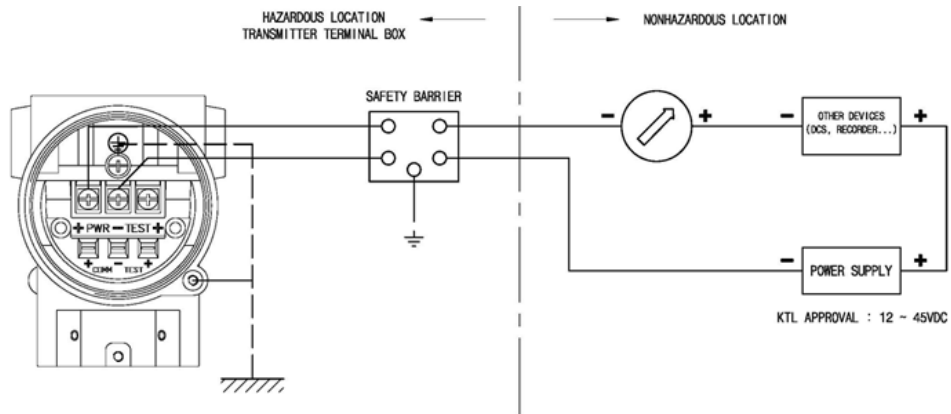 HAZARDOUS LOCATION
TRANSMITTER TERMINAL BOX
NONHAZARDOUS LOCATION
SAFETY BARRIER
- +
- OTHER DEVICES +
(DCS, RECORDER...)
+ PWR - TEST +
+ - +
COMM TEST
- POWER SUPPLY +
KTL APPROVAL : 12 ~ 45VDC